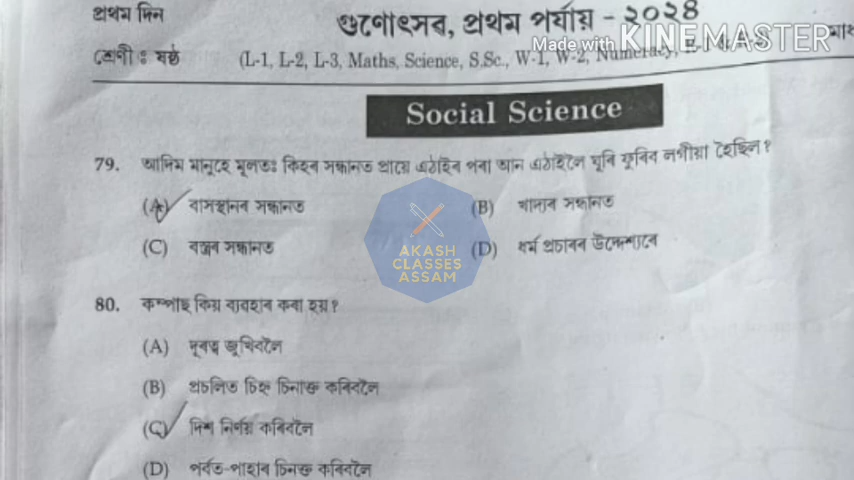 প্ৰথম দিন
গুণোৎসৱ, প্ৰথম পৰ্যায় - ২০২৪
Made with KINEMASTER
শ্ৰেণী : ষষ্ঠ
(L-1, L-2, L-3, Maths, Science, S.Sc., W-1, W-2, Numeracy,
Social Science
79. আদিম মানুহে মূলতঃ কিহৰ সন্ধানত প্ৰায়ে এঠাইৰ পৰা আন এঠাইলৈ ঘূৰি ফুৰিব লগীয়া হৈছিল?
(A) বাসস্থানৰ সন্ধানত
(B) খাদ্যৰ সন্ধানত
(C) বস্ত্ৰৰ সন্ধানত
(D) ধৰ্ম প্ৰচাৰৰ উদ্দেশ্যৰে
AKASH
CLASSES
ASSAM
80. কম্পাছ কিয় ব্যৱহাৰ কৰা হয়?
(A) দূৰত্ব জুখিবলৈ
(B) প্ৰচলিত চিহ্ন চিনাক্ত কৰিবলৈ
(C) দিশ নিৰ্ণয় কৰিবলৈ
(D) পৰ্বত-পাহাৰ চিনক্ত কৰিবলৈ